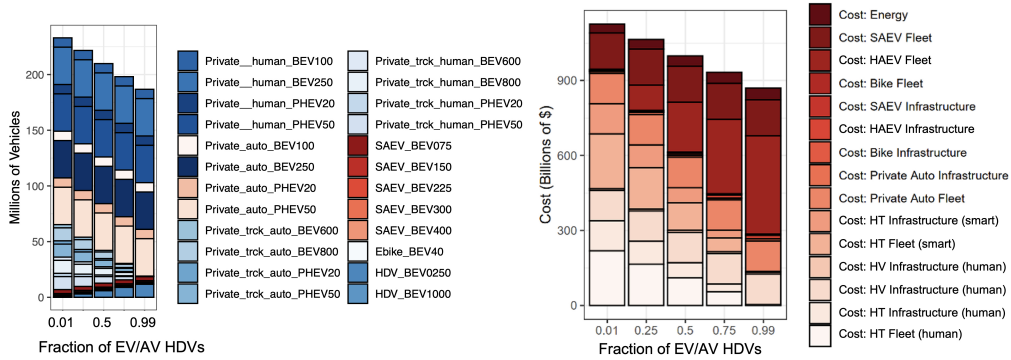 Millions of Vehicles
200
150
100
50
0
0.01
0.5
0.99
Fraction of EV/AV HDVs
Private__human_BEV100
Private__human_BEV250
Private__human_PHEV20
Private__human_PHEV50
Private_auto_BEV100
Private_auto_BEV250
Private_auto_PHEV20
Private_auto_PHEV50
Private_trck_auto_BEV600
Private_trck_auto_BEV800
Private_trck_auto_PHEV20
Private_trck_auto_PHEV50
Private_trck_human_BEV600
Private_trck_human_BEV800
Private_trck_human_PHEV20
Private_trck_human_PHEV50
SAEV_BEV075
SAEV_BEV150
SAEV_BEV225
SAEV_BEV300
SAEV_BEV400
Ebike_BEV40
HDV_BEV0250
HDV_BEV1000
Cost (Billions of $)
900
600
300
0
0.01
0.25
0.5
0.75
0.99
Fraction of EV/AV HDVs
Cost: Energy
Cost: SAEV Fleet
Cost: HAEV Fleet
Cost: Bike Fleet
Cost: SAEV Infrastructure
Cost: HAEV Infrastructure
Cost: Bike Infrastructure
Cost: Private Auto Infrastructure
Cost: Private Auto Fleet
Cost: HT Infrastructure (smart)
Cost: HT Fleet (smart)
Cost: HV Infrastructure (human)
Cost: HV Infrastructure (human)
Cost: HT Infrastructure (human)
Cost: HT Fleet (human)